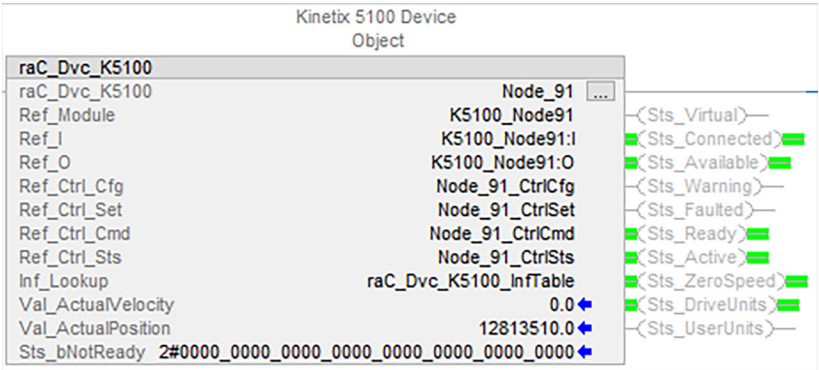 Kinetix 5100 Device
Object
raC_Dvc_K5100
raC_Dvc_K5100 Node_91 ...
Ref_Module K5100_Node91 (Sts_Virtual)
Ref_I K5100_Node91:I (Sts_Connected)
Ref_O K5100_Node91:O (Sts_Available)
Ref_Ctrl_Cfg Node_91_CtrlCfg (Sts_Warning)
Ref_Ctrl_Set Node_91_CtrlSet (Sts_Faulted)
Ref_Ctrl_Cmd Node_91_CtrlCmd (Sts_Ready)
Ref_Ctrl_Sts Node_91_CtrlSts (Sts_Active)
Inf_Lookup raC_Dvc_K5100_InfTable (Sts_ZeroSpeed)
Val_ActualVelocity 0.0 (Sts_DriveUnits)
Val_ActualPosition 12813510.0 (Sts_UserUnits)
Sts_bNotReady 2#0000_0000_0000_0000_0000_0000_0000_0000